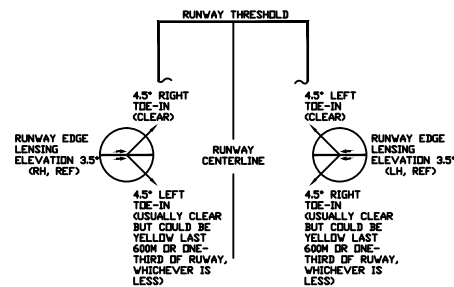 RUNWAY THRESHOLD
4.5° RIGHT
TOE-IN
(CLEAR)
4.5° LEFT
TOE-IN
(CLEAR)
RUNWAY EDGE
LENSING
ELEVATION 3.5°
(RH, REF)
RUNWAY
CENTERLINE
RUNWAY EDGE
LENSING
ELEVATION 3.5°
(LH, REF)
4.5° LEFT
TOE-IN
(USUALLY CLEAR
BUT COULD BE
YELLOW LAST
600M OR ONE-
THIRD OF RUWAY,
WHICHEVER IS
LESS)
4.5° RIGHT
TOE-IN
(USUALLY CLEAR
BUT COULD BE
YELLOW LAST
600M OR ONE-
THIRD OF RUWAY,
WHICHEVER IS
LESS)